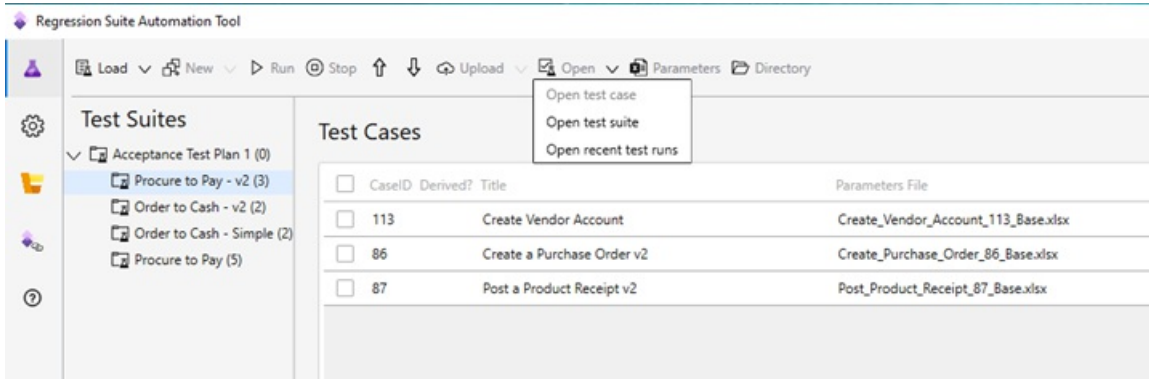 Regression Suite Automation Tool
Load New Run Stop Upload Open Parameters Directory
Open test case
Open test suite
Open recent test runs
Test Suites
Acceptance Test Plan 1 (0)
Procure to Pay - v2 (3)
Order to Cash - v2 (2)
Order to Cash - Simple (2)
Procure to Pay (5)
Test Cases
CaseID Derived? Title Parameters File
113 Create Vendor Account Create_Vendor_Account_113_Base.xlsx
86 Create a Purchase Order v2 Create_Purchase_Order_86_Base.xlsx
87 Post a Product Receipt v2 Post_Product_Receipt_87_Base.xlsx